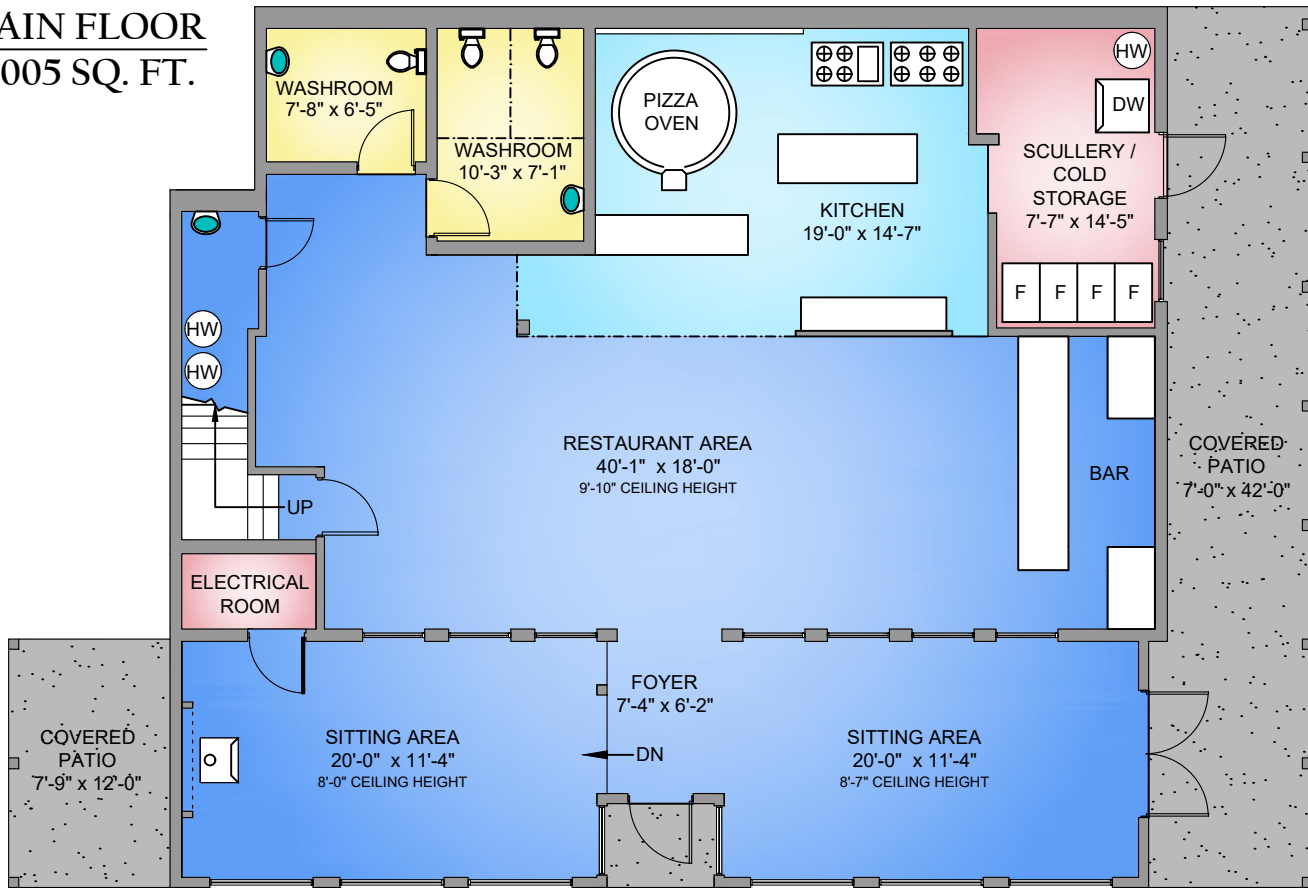 AIN FLOOR
005 SQ. FT.
WASHROOM
7'-8" x 6'-5"
WASHROOM
10'-3" x 7'-1"
PIZZA
OVEN
KITCHEN
19'-0" x 14'-7"
HW
DW
SCULLERY /
COLD
STORAGE
7'-7" x 14'-5"
F F F F
HW
HW
UP
RESTAURANT AREA
40'-1" x 18'-0"
9'-10" CEILING HEIGHT
BAR
COVERED
PATIO
7'-0" x 42'-0"
ELECTRICAL
ROOM
FOYER
7'-4" x 6'-2"
DN
COVERED
PATIO
7'-9" x 12'-0"
SITTING AREA
20'-0" x 11'-4"
8'-0" CEILING HEIGHT
SITTING AREA
20'-0" x 11'-4"
8'-7" CEILING HEIGHT